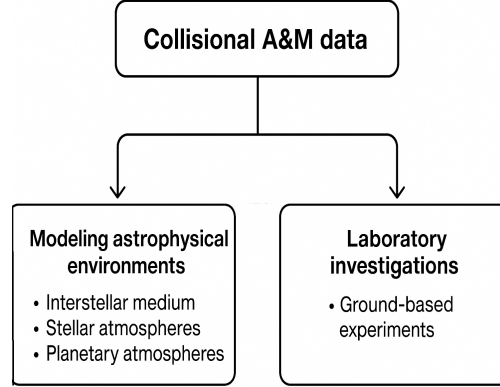 Collisional A&M data
Modeling astrophysical
environments
• Interstellar medium
• Stellar atmospheres
• Planetary atmospheres
Laboratory
investigations
• Ground-based
experiments